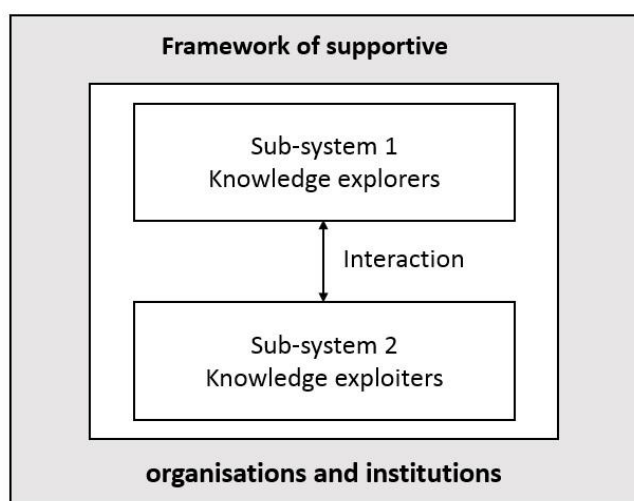 Framework of supportive
Sub-system 1
Knowledge explorers
Interaction
Sub-system 2
Knowledge exploiters
organisations and institutions